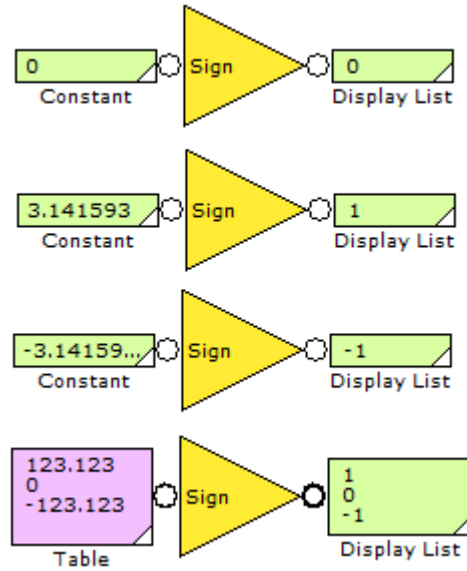 0
Sign
0
Constant
Display List
3.141593
Sign
1
Constant
Display List
-3.14159...
Sign
-1
Constant
Display List
123.123
0
-123.123
Sign
1
0
-1
Table
Display List